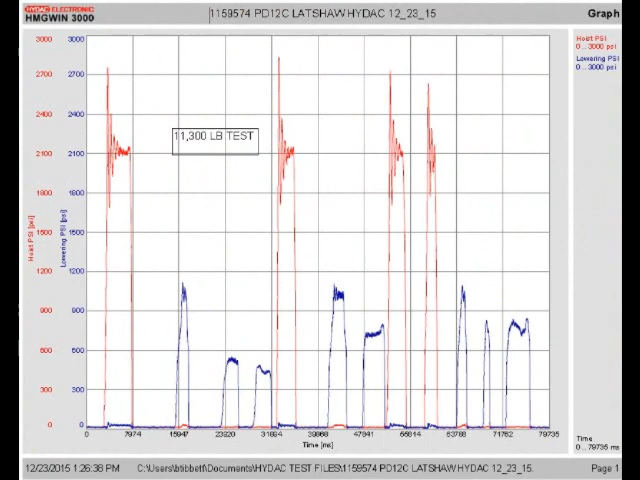 HYDAC ELECTRONIC
HMGWIN 3000
1159574 PD12C LATSHAW HYDAC 12_23_15
Graph
Hoist PSI
0 .. 3000 psi
Lowering PSI
0 .. 3000 psi
3000 3000
2700 2700
2400 2400
2100 2100
1800 1800
1500 1500
1200 1200
900 900
600 600
300 300
0 0
Hoist PSI [psi]
Lowering PSI [psi]
11,300 LB TEST
0 7974 15947 23920 31894 39868 47841 55814 63788 71762 79735
Time [ms]
Time
0 .. 79735 ms
12/23/2015 1:26:38 PM
C:\Users\btibbett\Documents\HYDAC TEST FILES\1159574 PD12C LATSHAW HYDAC 12_23_15.
Page 1